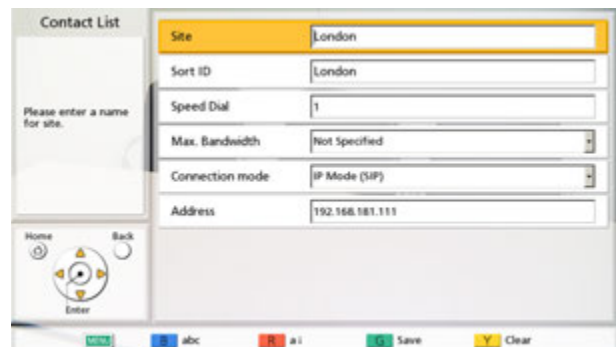 Contact List
Please enter a name
for site.
Site London
Sort ID London
Speed Dial 1
Max. Bandwidth Not Specified
Connection mode IP Mode (SIP)
Address 192.168.181.111
Home Back
Enter
MENU B abc R a i G Save Y Clear